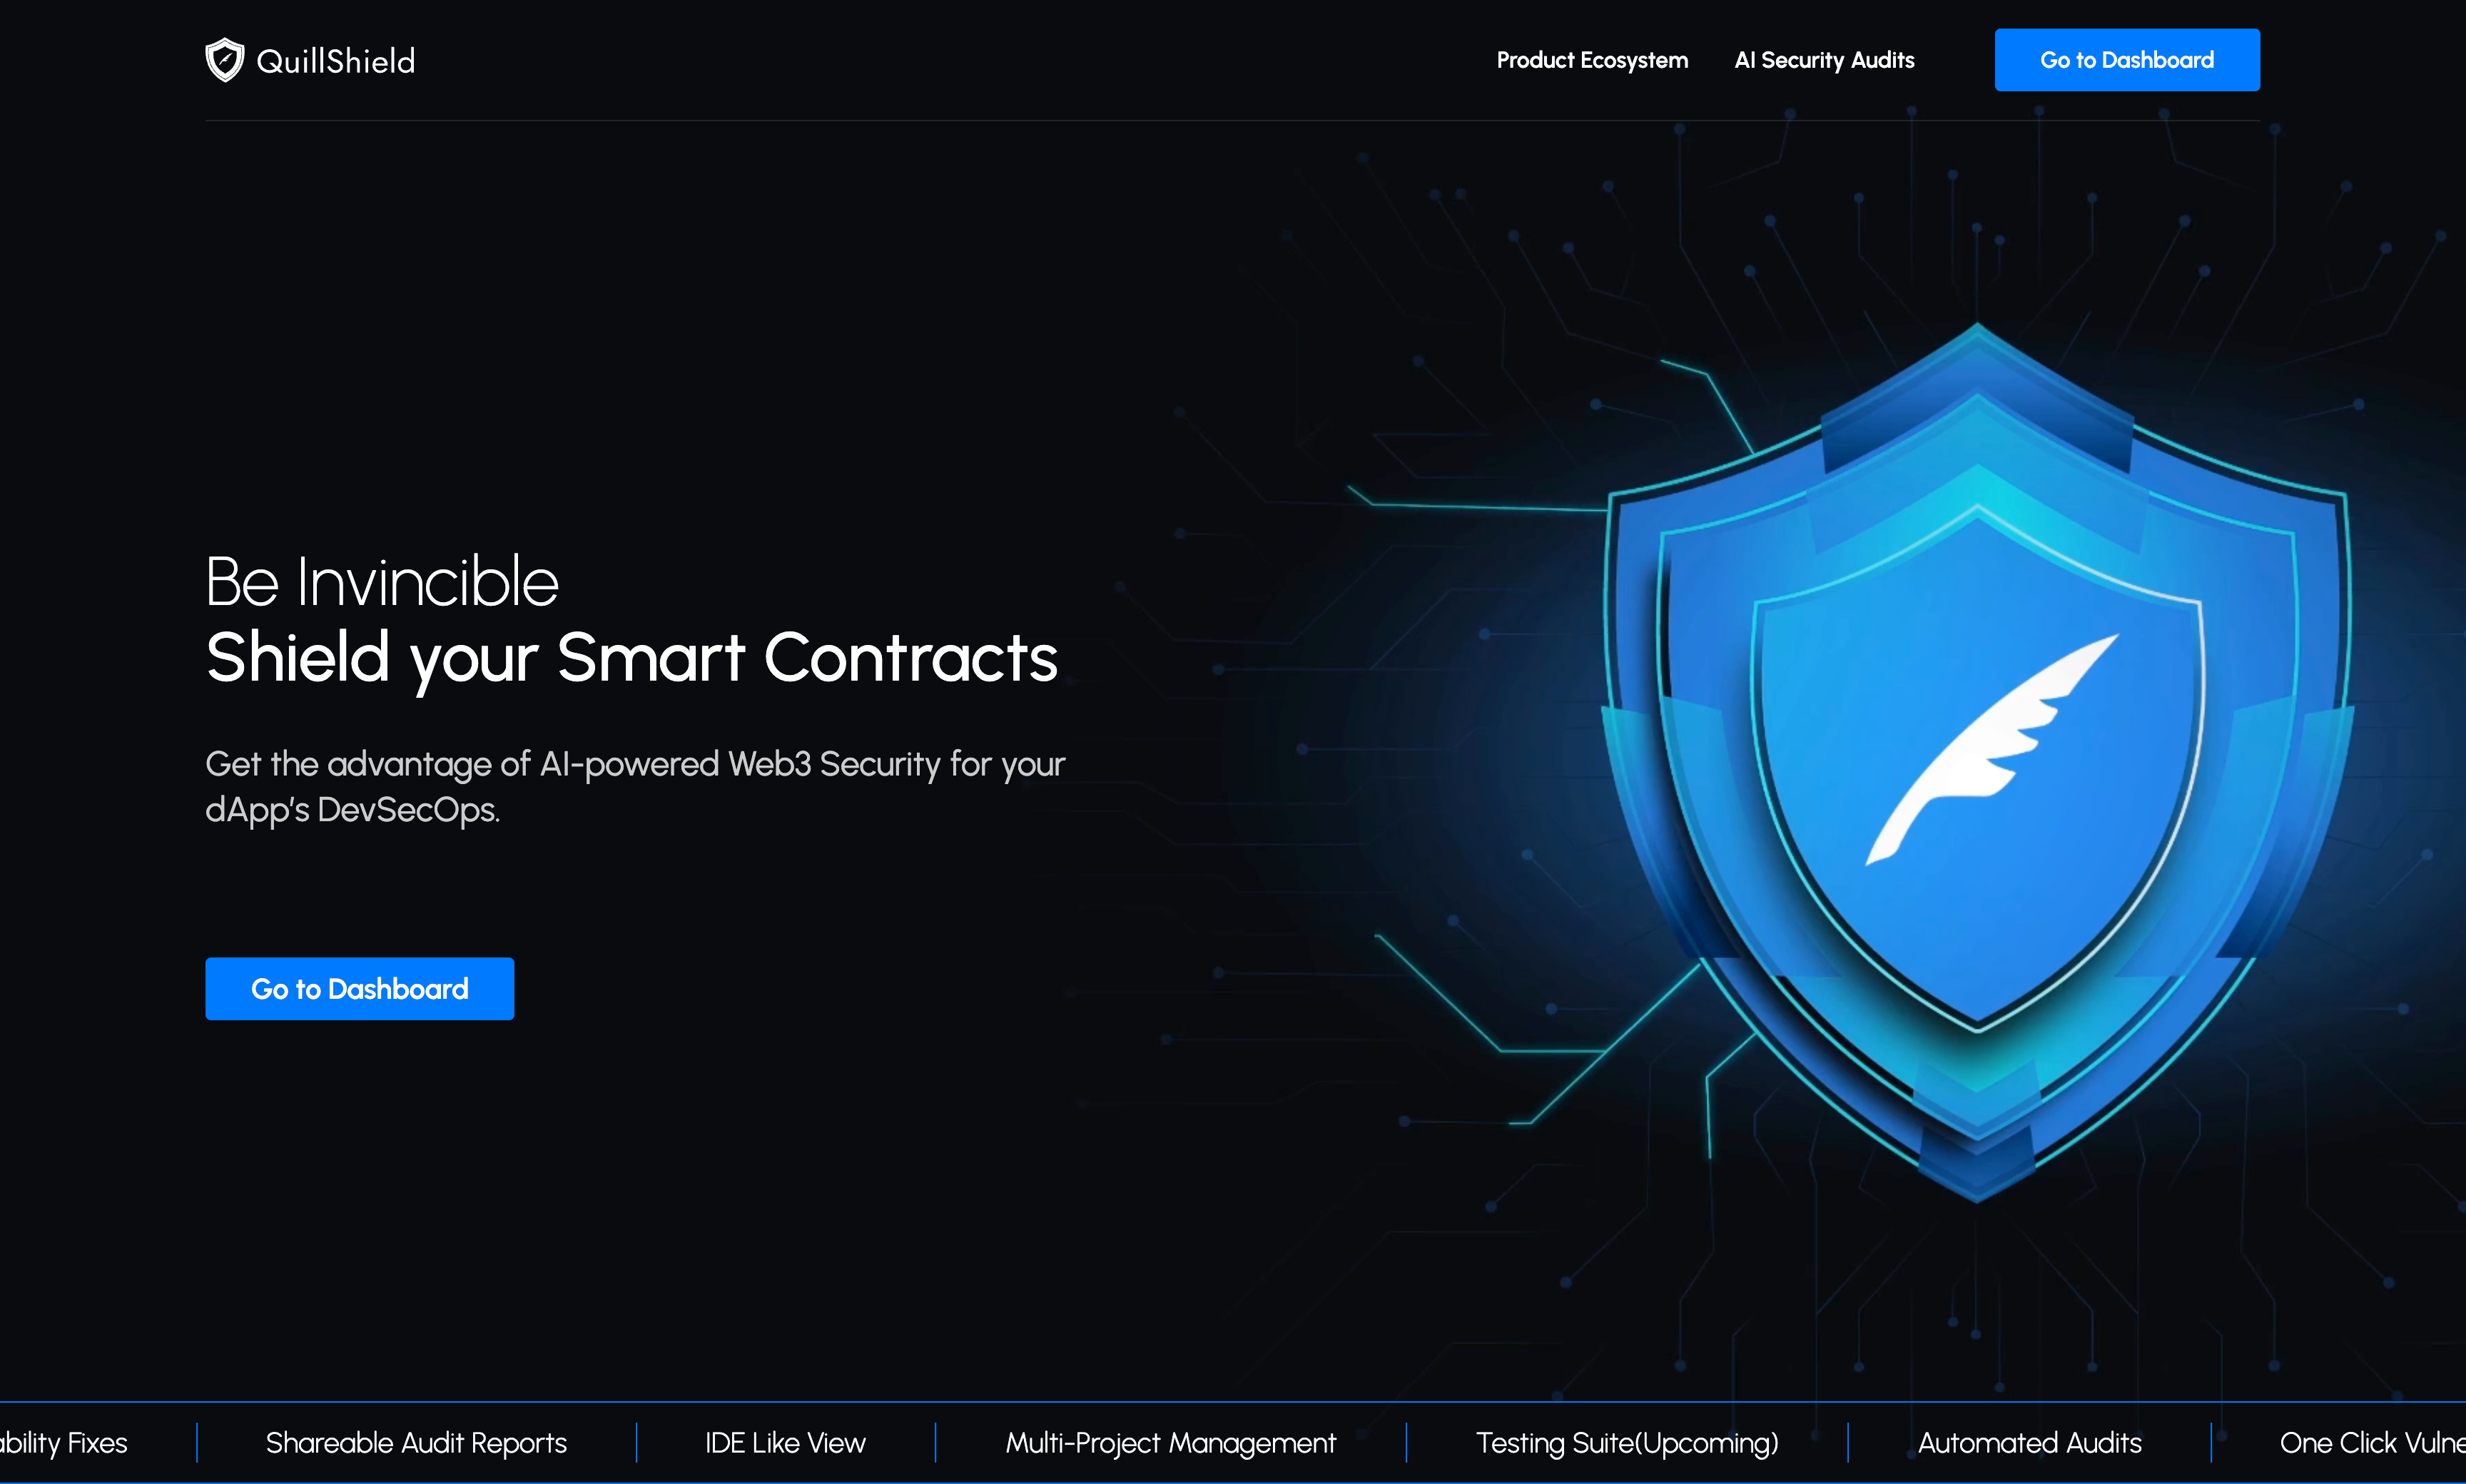 QuillShield
Product Ecosystem
AI Security Audits
Go to Dashboard
Be Invincible
Shield your Smart Contracts
Get the advantage of AI-powered Web3 Security for your
dApp's DevSecOps.
Go to Dashboard
Fixes
Shareable Audit Reports
IDE Like View
Multi-Project Management
Testing Suite(Upcoming)
Automated Audits
One Click